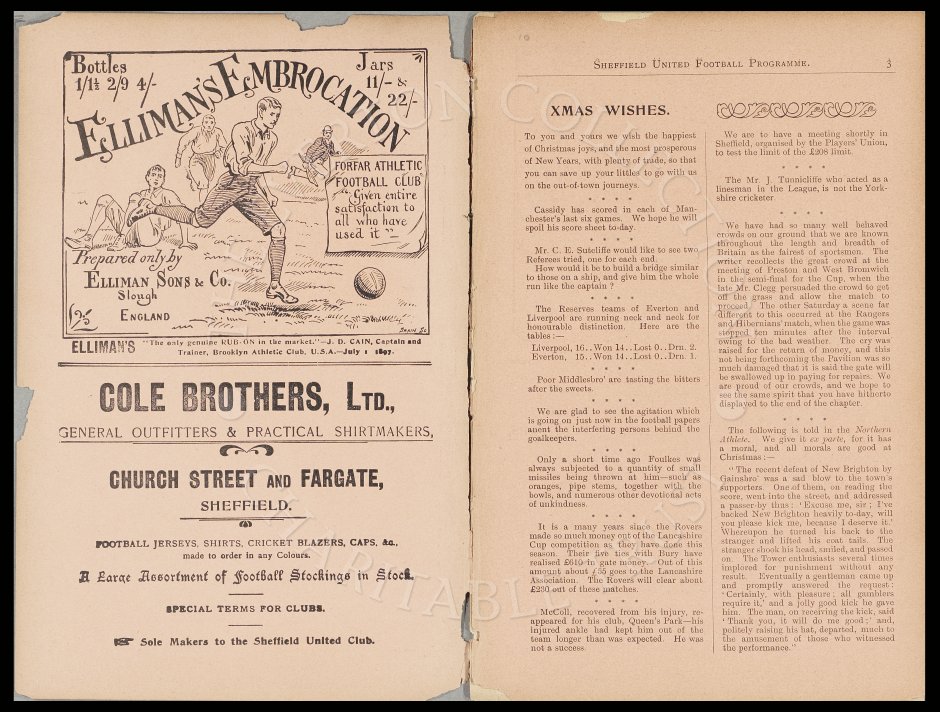 Bottles
1/1½ 2/9 4/-
Jars
11/- &
22/-
ELLIMAN'S EMBROCATION
FORFAR ATHLETIC
FOOTBALL CLUB
"Given entire
satisfaction to
all who have
used it"
Prepared only by
ELLIMAN SONS & Co.
Slough
ENGLAND
ELLIMAN'S "The only genuine RUB-ON in the market."—J. D. CAIN, Captain and
Trainer, Brooklyn Athletic Club, U.S.A.—July 1 1897.
COLE BROTHERS, LTD.,
GENERAL OUTFITTERS & PRACTICAL SHIRTMAKERS,
CHURCH STREET AND FARGATE,
SHEFFIELD.
FOOTBALL JERSEYS, SHIRTS, CRICKET BLAZERS, CAPS, &c.,
made to order in any Colours.
A Large Assortment of Football Stockings in Stock.
SPECIAL TERMS FOR CLUBS.
Sole Makers to the Sheffield United Club.
SHEFFIELD UNITED FOOTBALL PROGRAMME. 3
XMAS WISHES.
To you and yours we wish the happiest
of Christmas joys, and the most prosperous
of New Years, with plenty of trade, so that
you can save up your littles to go with us
on the out-of-town journeys.
Cassidy has scored in each of Man-
chester's last six games. We hope he will
spoil his score sheet to-day.
Mr. C. E. Sutcliffe would like to see two
Referees tried, one for each end.
How would it be to build a bridge similar
to those on a ship, and give him the whole
run like the captain ?
The Reserves teams of Everton and
Liverpool are running neck and neck for
honourable distinction. Here are the
tables :—
Liverpool, 16..Won 14..Lost 0..Drn. 2.
Everton, 15..Won 14..Lost 0..Drn. 1.
Poor Middlesbro' are tasting the bitters
after the sweets.
We are glad to see the agitation which
is going on just now in the football papers
anent the interfering persons behind the
goalkeepers.
Only a short time ago Foulkes was
always subjected to a quantity of small
missiles being thrown at him—such as
oranges, pipe stems, together with the
bowls, and numerous other devotional acts
of unkindness.
It is a many years since the Rovers
made so much money out of the Lancashire
Cup competition as they have done this
season. Their five ties with Bury have
realised £610 in gate money. Out of this
amount about £55 goes to the Lancashire
Association. The Rovers will clear about
£230 out of these matches.
McColl, recovered from his injury, re-
appeared for his club, Queen's Park—his
injured ankle had kept him out of the
team longer than was expected. He was
not a success.
We are to have a meeting shortly in
Sheffield, organised by the Players' Union,
to test the limit of the £208 limit.
The Mr. J. Tunnicliffe who acted as a
linesman in the League, is not the York-
shire cricketer.
We have had so many well behaved
crowds on our ground that we are known
throughout the length and breadth of
Britain as the fairest of sportsmen. The
writer recollects the great crowd at the
meeting of Preston and West Bromwich
in the semi-final for the Cup, when the
late Mr. Clegg persuaded the crowd to get
off the grass and allow the match to
proceed. The other Saturday a scene far
different to this occurred at the Rangers
and Hibernians' match, when the game was
stopped ten minutes after the interval
owing to the bad weather. The cry was
raised for the return of money, and this
not being forthcoming the Pavilion was so
much damaged that it is said the gate will
be swallowed up in paying for repairs. We
are proud of our crowds, and we hope to
see the same spirit that you have hitherto
displayed to the end of the chapter.
The following is told in the Northern
Athlete. We give it ex parte, for it has
a moral, and all morals are good at
Christmas :—
"The recent defeat of New Brighton by
Gainsbro' was a sad blow to the town's
supporters. One of them, on reading the
score, went into the street, and addressed
a passer-by thus: 'Excuse me, sir; I've
backed New Brighton heavily to-day, will
you please kick me, because I deserve it.'
Whereupon he turned his back to the
stranger and lifted his coat tails. The
stranger shook his head, smiled, and passed
on The Tower enthusiasts several times
implored for punishment without any
result. Eventually a gentleman came up
and promptly answered the request:
'Certainly, with pleasure; all gamblers
require it,' and a jolly good kick he gave
him. The man, on receiving the kick, said
'Thank you, it will do me good;' and,
politely raising his hat, departed, much to
the amusement of those who witnessed
the performance."